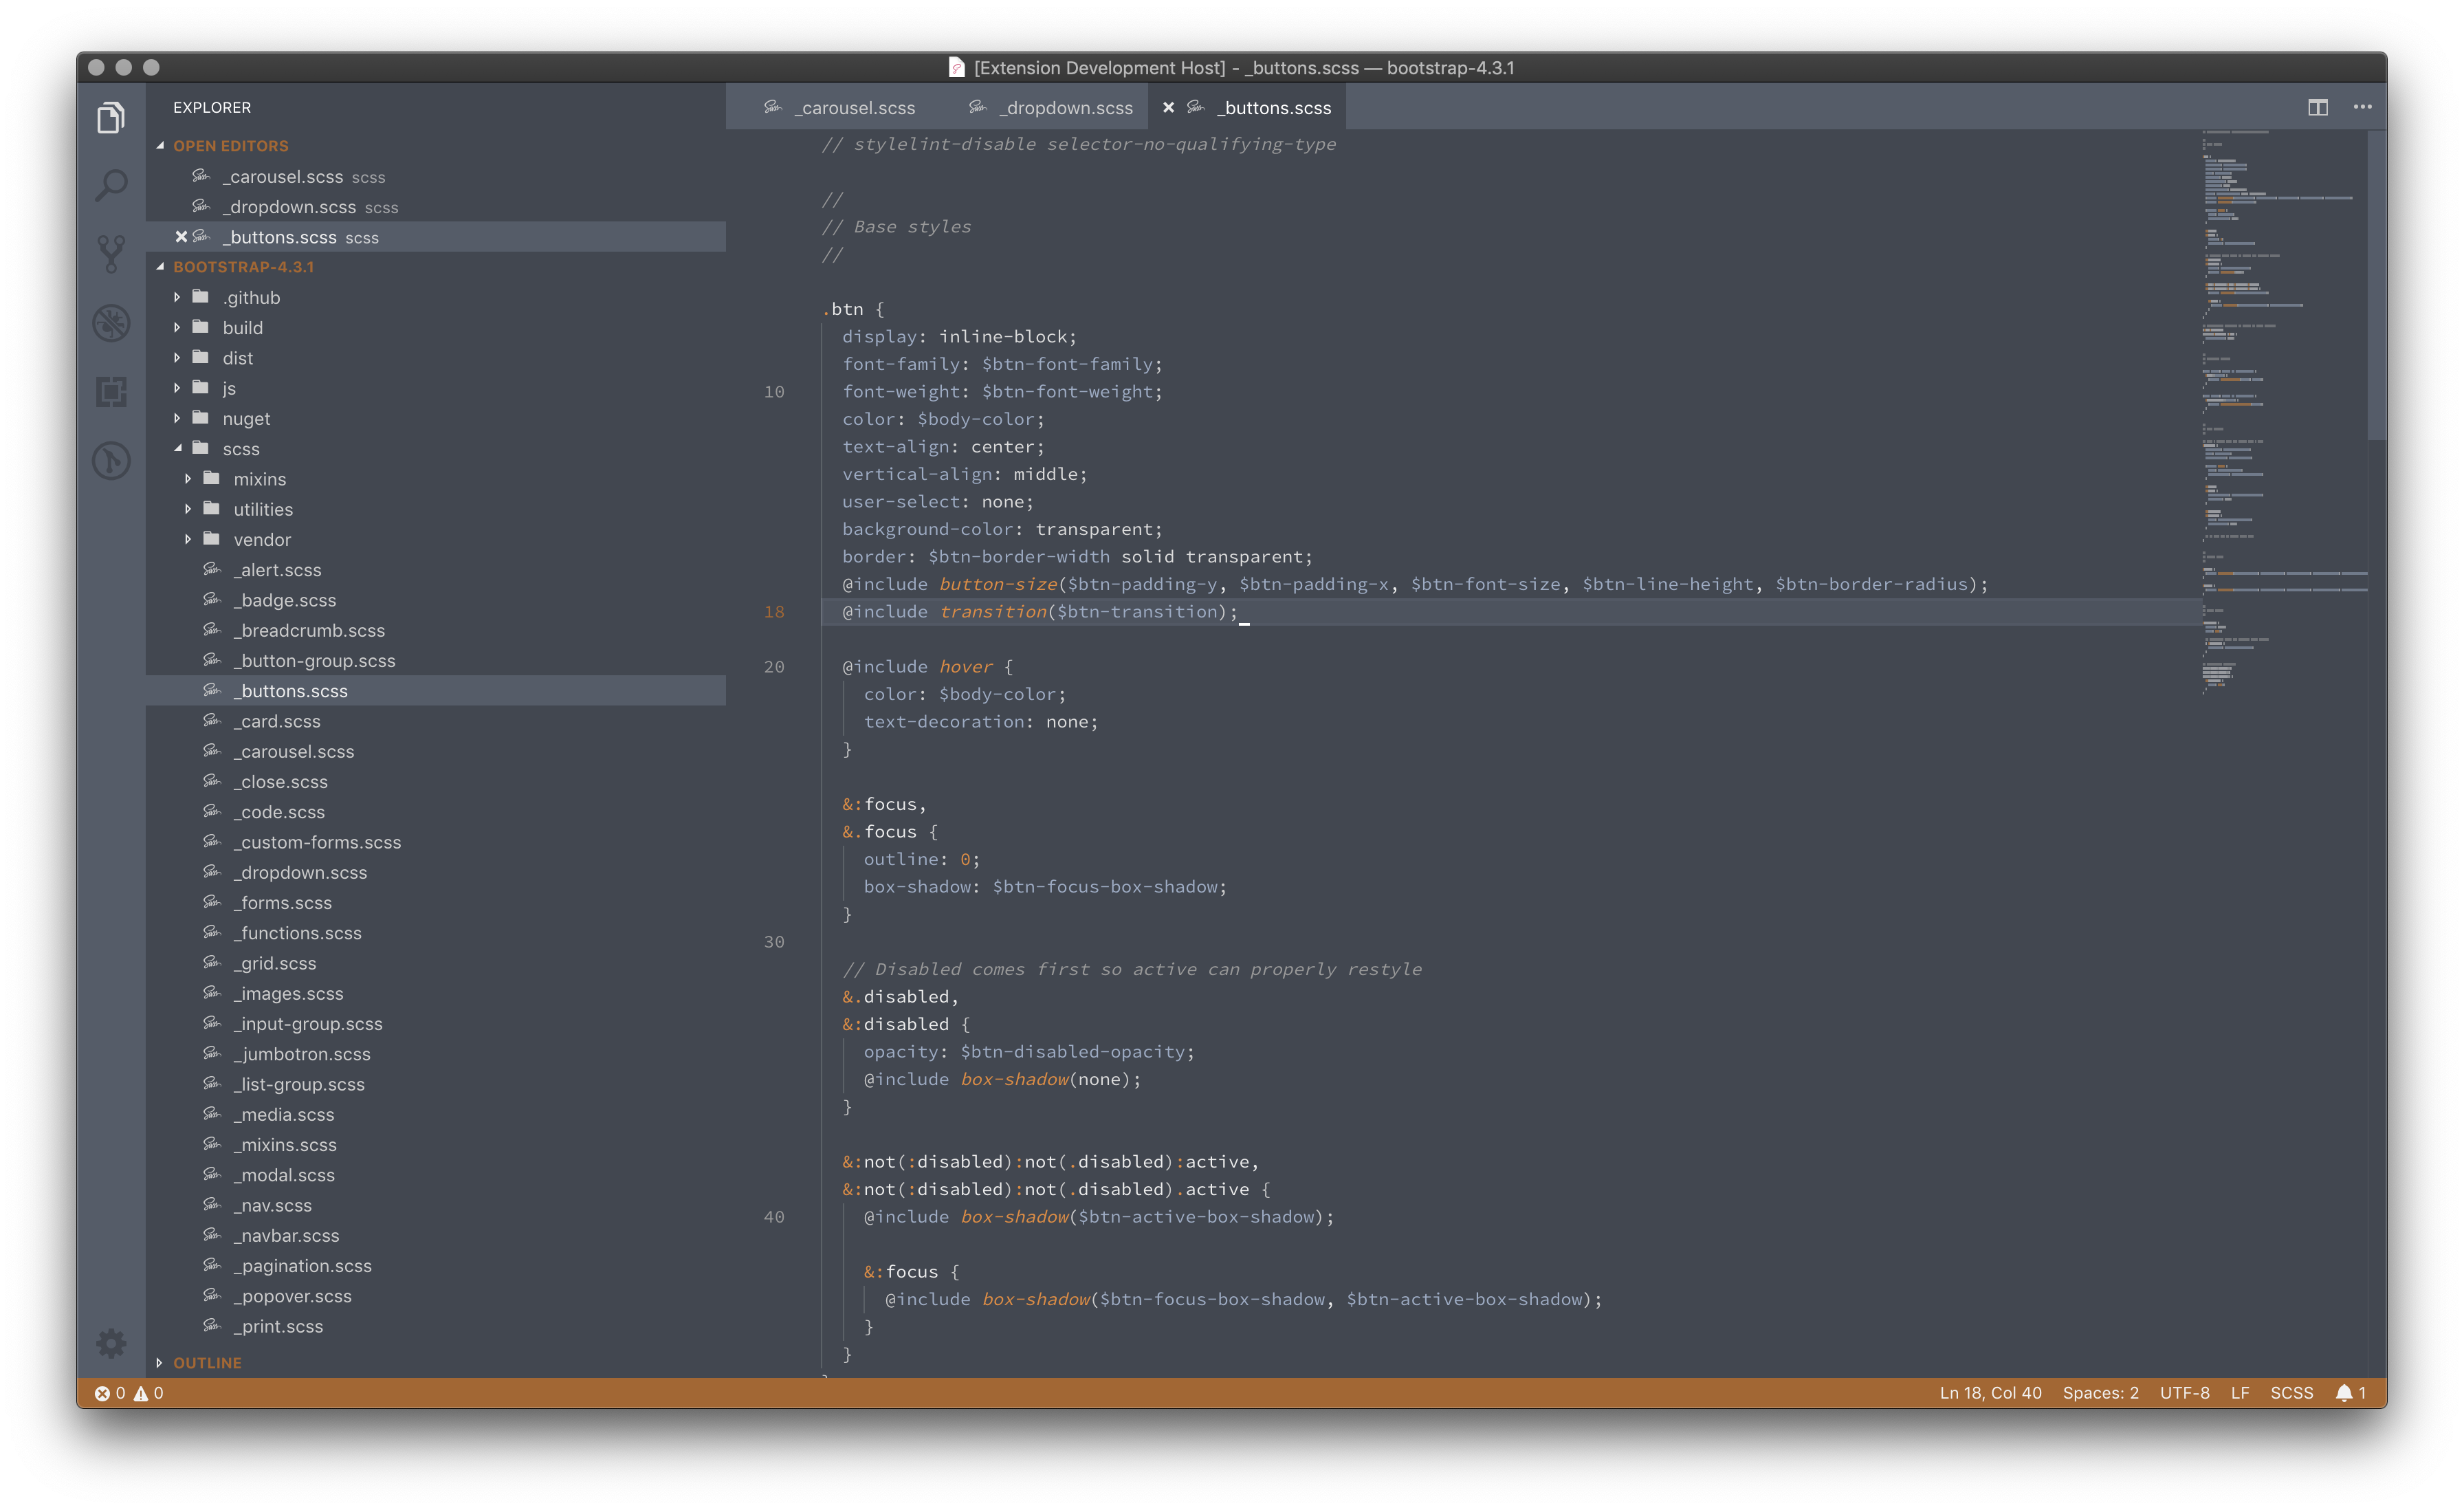 [Extension Development Host] - _buttons.scss — bootstrap-4.3.1
EXPLORER
OPEN EDITORS
_carousel.scss scss
_dropdown.scss scss
_buttons.scss scss
BOOTSTRAP-4.3.1
.github
build
dist
js
nuget
scss
mixins
utilities
vendor
_alert.scss
_badge.scss
_breadcrumb.scss
_button-group.scss
_buttons.scss
_card.scss
_carousel.scss
_close.scss
_code.scss
_custom-forms.scss
_dropdown.scss
_forms.scss
_functions.scss
_grid.scss
_images.scss
_input-group.scss
_jumbotron.scss
_list-group.scss
_media.scss
_mixins.scss
_modal.scss
_nav.scss
_navbar.scss
_pagination.scss
_popover.scss
_print.scss
OUTLINE
_carousel.scss _dropdown.scss _buttons.scss
// stylelint-disable selector-no-qualifying-type
//
// Base styles
//
.btn {
display: inline-block;
font-family: $btn-font-family;
10 font-weight: $btn-font-weight;
color: $body-color;
text-align: center;
vertical-align: middle;
user-select: none;
background-color: transparent;
border: $btn-border-width solid transparent;
@include button-size($btn-padding-y, $btn-padding-x, $btn-font-size, $btn-line-height, $btn-border-radius);
18 @include transition($btn-transition);
20 @include hover {
color: $body-color;
text-decoration: none;
}
&:focus,
&.focus {
outline: 0;
box-shadow: $btn-focus-box-shadow;
}
30
// Disabled comes first so active can properly restyle
&.disabled,
&:disabled {
opacity: $btn-disabled-opacity;
@include box-shadow(none);
}
&:not(:disabled):not(.disabled):active,
&:not(:disabled):not(.disabled).active {
40 @include box-shadow($btn-active-box-shadow);
&:focus {
@include box-shadow($btn-focus-box-shadow, $btn-active-box-shadow);
}
}
0 0 Ln 18, Col 40 Spaces: 2 UTF-8 LF SCSS 1